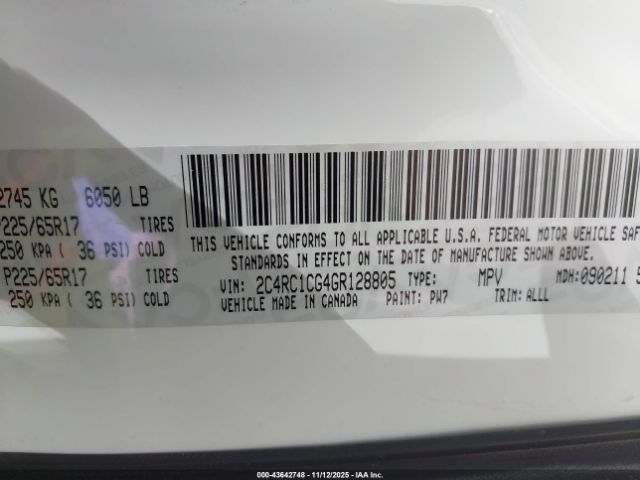 2745 KG 6050 LB
P225/65R17 TIRES
250 KPA ( 36 PSI) COLD
P225/65R17 TIRES
250 KPA ( 36 PSI) COLD
THIS VEHICLE CONFORMS TO ALL APPLICABLE U.S.A. FEDERAL MOTOR VEHICLE SAF
STANDARDS IN EFFECT ON THE DATE OF MANUFACTURE SHOWN ABOVE.
VIN: 2C4RC1CG4GR128805 TYPE: MPV MDH:090211 S
VEHICLE MADE IN CANADA PAINT: PW7 TRIM: ALLL
000-43642748 - 11/12/2025 - IAAI.com